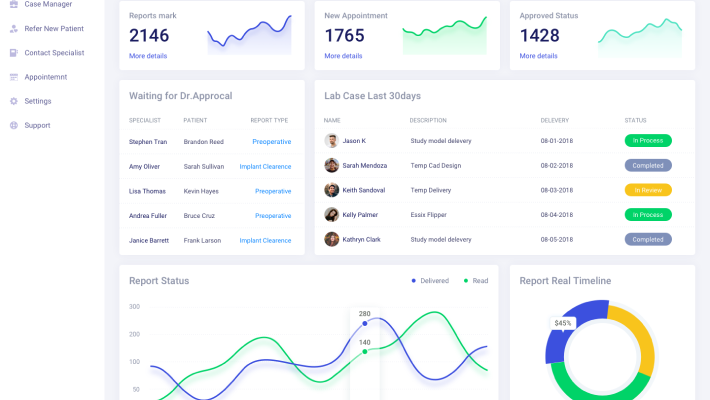 Case Manager
Refer New Patient
Contact Specialist
Appointemnt
Settings
Support
Reports mark
2146
More details
New Appointment
1765
More details
Approved Status
1428
More details
Waiting for Dr.Approcal
SPECIALIST PATIENT REPORT TYPE
Stephen Tran Brandon Reed Preoperative
Amy Oliver Sarah Sullivan Implant Clearence
Lisa Thomas Kevin Hayes Preoperative
Andrea Fuller Bruce Cruz Preoperative
Janice Barrett Frank Larson Implant Clearence
Lab Case Last 30days
NAME DESCRIPTION DELEVERY STATUS
Jason K Study model delevery 08-01-2018 In Process
Sarah Mendoza Temp Cad Design 08-02-2018 Completed
Keith Sandoval Temp Delivery 08-03-2018 In Review
Kelly Palmer Essix Flipper 08-04-2018 In Process
Kathryn Clark Study model delevery 08-05-2018 Completed
Report Status
Delivered Read
300
200
100
50
280
140
Report Real Timeline
$45%